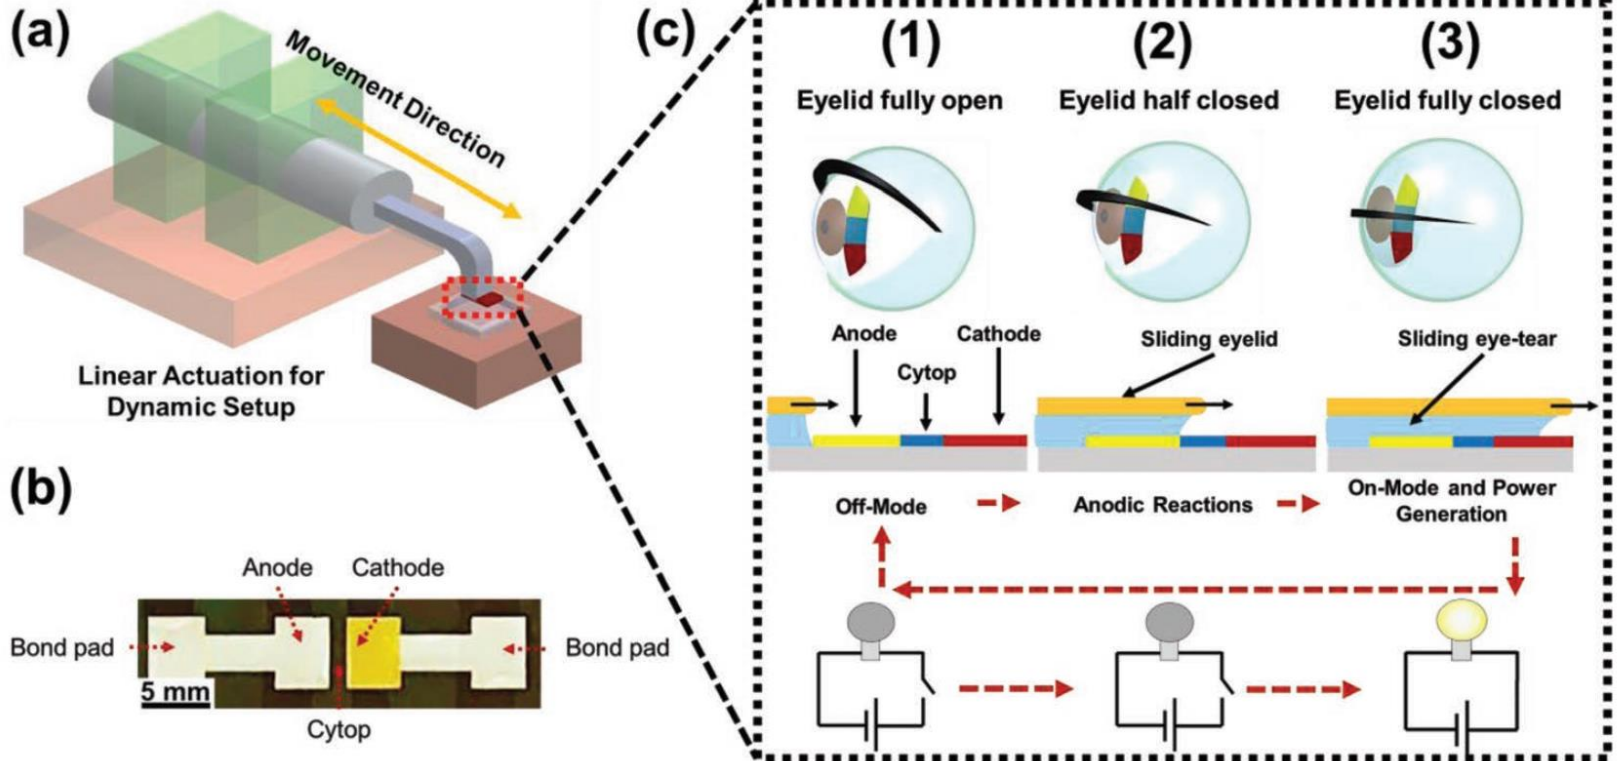 (a)
Movement Direction
Linear Actuation for
Dynamic Setup
(b)
Anode
Cathode
Bond pad
Bond pad
5 mm
Cytop
(c)
(1)
(2)
(3)
Eyelid fully open
Eyelid half closed
Eyelid fully closed
Anode
Cathode
Cytop
Sliding eyelid
Sliding eye-tear
Off-Mode
Anodic Reactions
On-Mode and Power
Generation